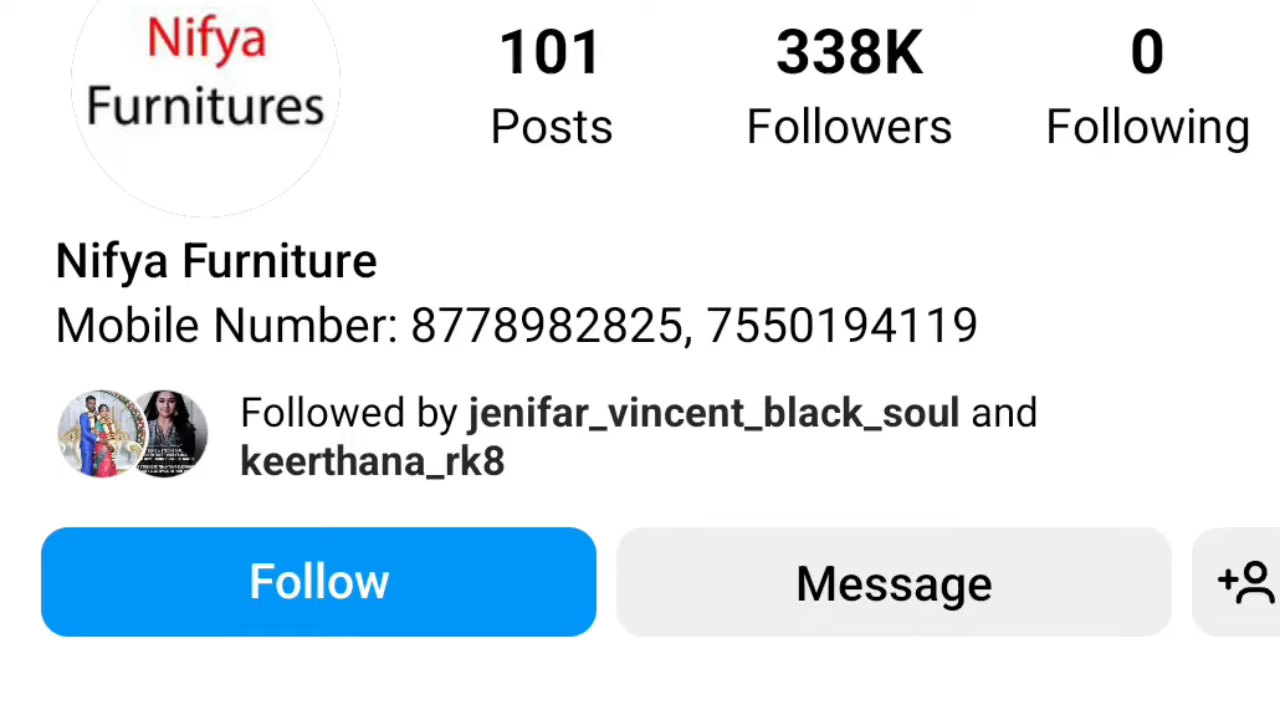 Nifya
Furnitures
101
Posts
338K
Followers
0
Following
Nifya Furniture
Mobile Number: 8778982825, 7550194119
Followed by jenifar_vincent_black_soul and
keerthana_rk8
Follow
Message